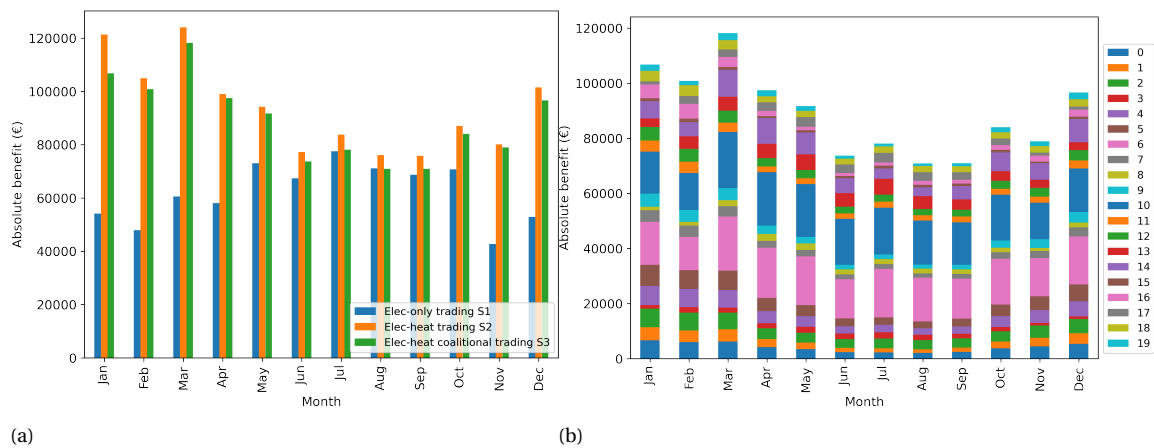 120000
100000
80000
60000
40000
20000
0
Absolute benefit (€)
Jan
Feb
Mar
Apr
May
Jun
Jul
Aug
Sep
Oct
Nov
Dec
Month
Elec-only trading S1
Elec-heat trading S2
Elec-heat coalitional trading S3
(a)
120000
100000
80000
60000
40000
20000
0
Absolute benefit (€)
Jan
Feb
Mar
Apr
May
Jun
Jul
Aug
Sep
Oct
Nov
Dec
Month
0
1
2
3
4
5
6
7
8
9
10
11
12
13
14
15
16
17
18
19
(b)